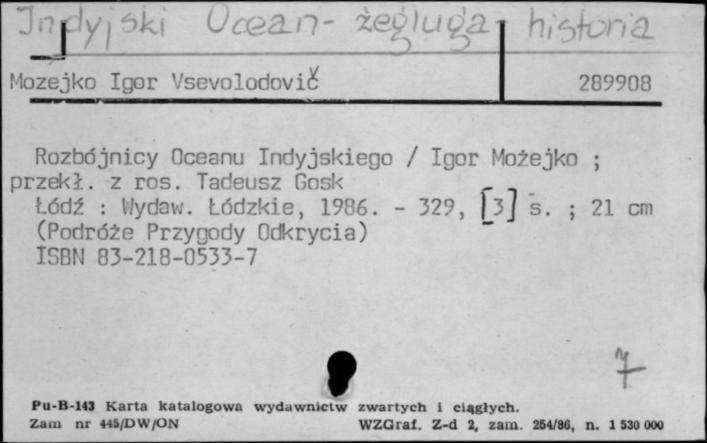 Indyjski Ocean - żegluga - historia
Mozejko Igor Vsevolodovič 289908
Rozbójnicy Oceanu Indyjskiego / Igor Możejko ;
przekł. z ros. Tadeusz Gosk
Łódź : Wydaw. Łódzkie, 1986. - 329, [3] s. ; 21 cm
(Podróże Przygody Odkrycia)
ISBN 83-218-0533-7
7
Pu-B-143 Karta katalogowa wydawnictw zwartych i ciągłych.
Zam nr 445/DW/ON WZGraf. Z-d 2, zam. 254/86, n. 1 530 000